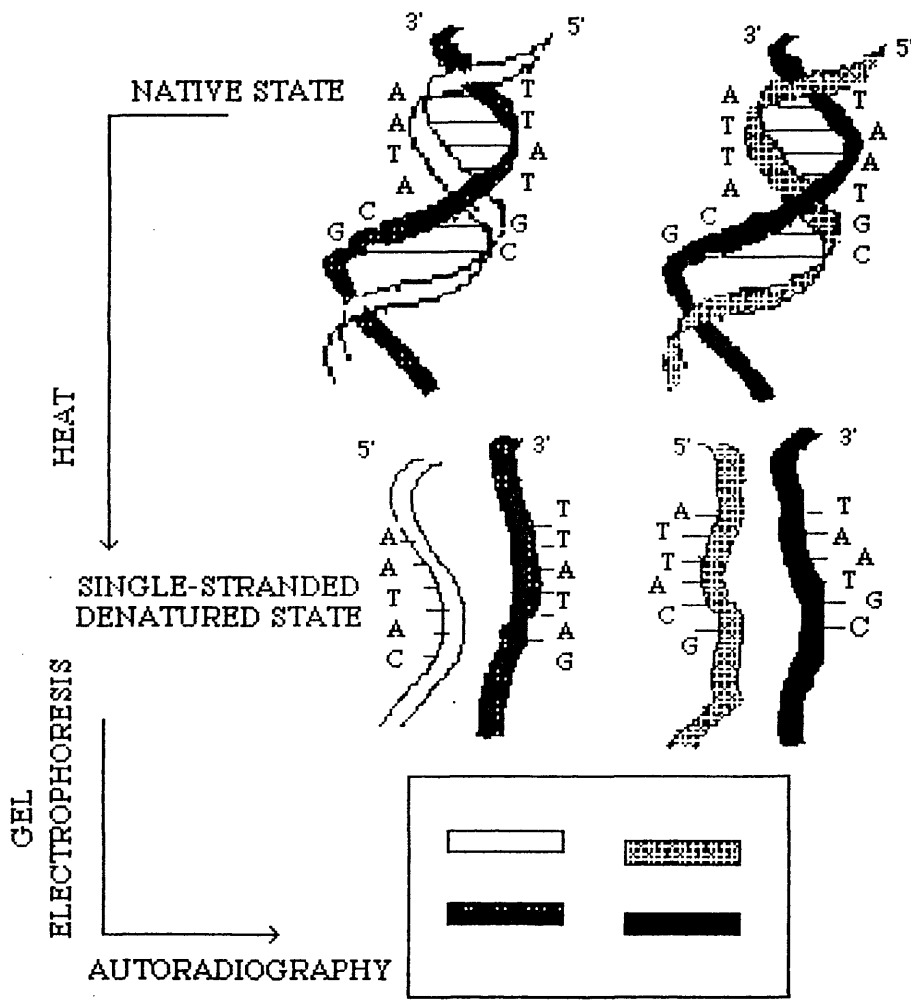 3'
5'
3'
5'
NATIVE STATE
A
T
A
T
T
A
A
T
G
C
G
C
A
T
T
A
T
A
A
T
G
C
G
C
HEAT
5'
3'
5'
3'
A
A
T
A
C
T
T
A
T
A
G
A
T
T
A
C
G
T
A
A
T
G
C
SINGLE-STRANDED
DENATURED STATE
GEL
ELECTROPHORESIS
AUTORADIOGRAPHY